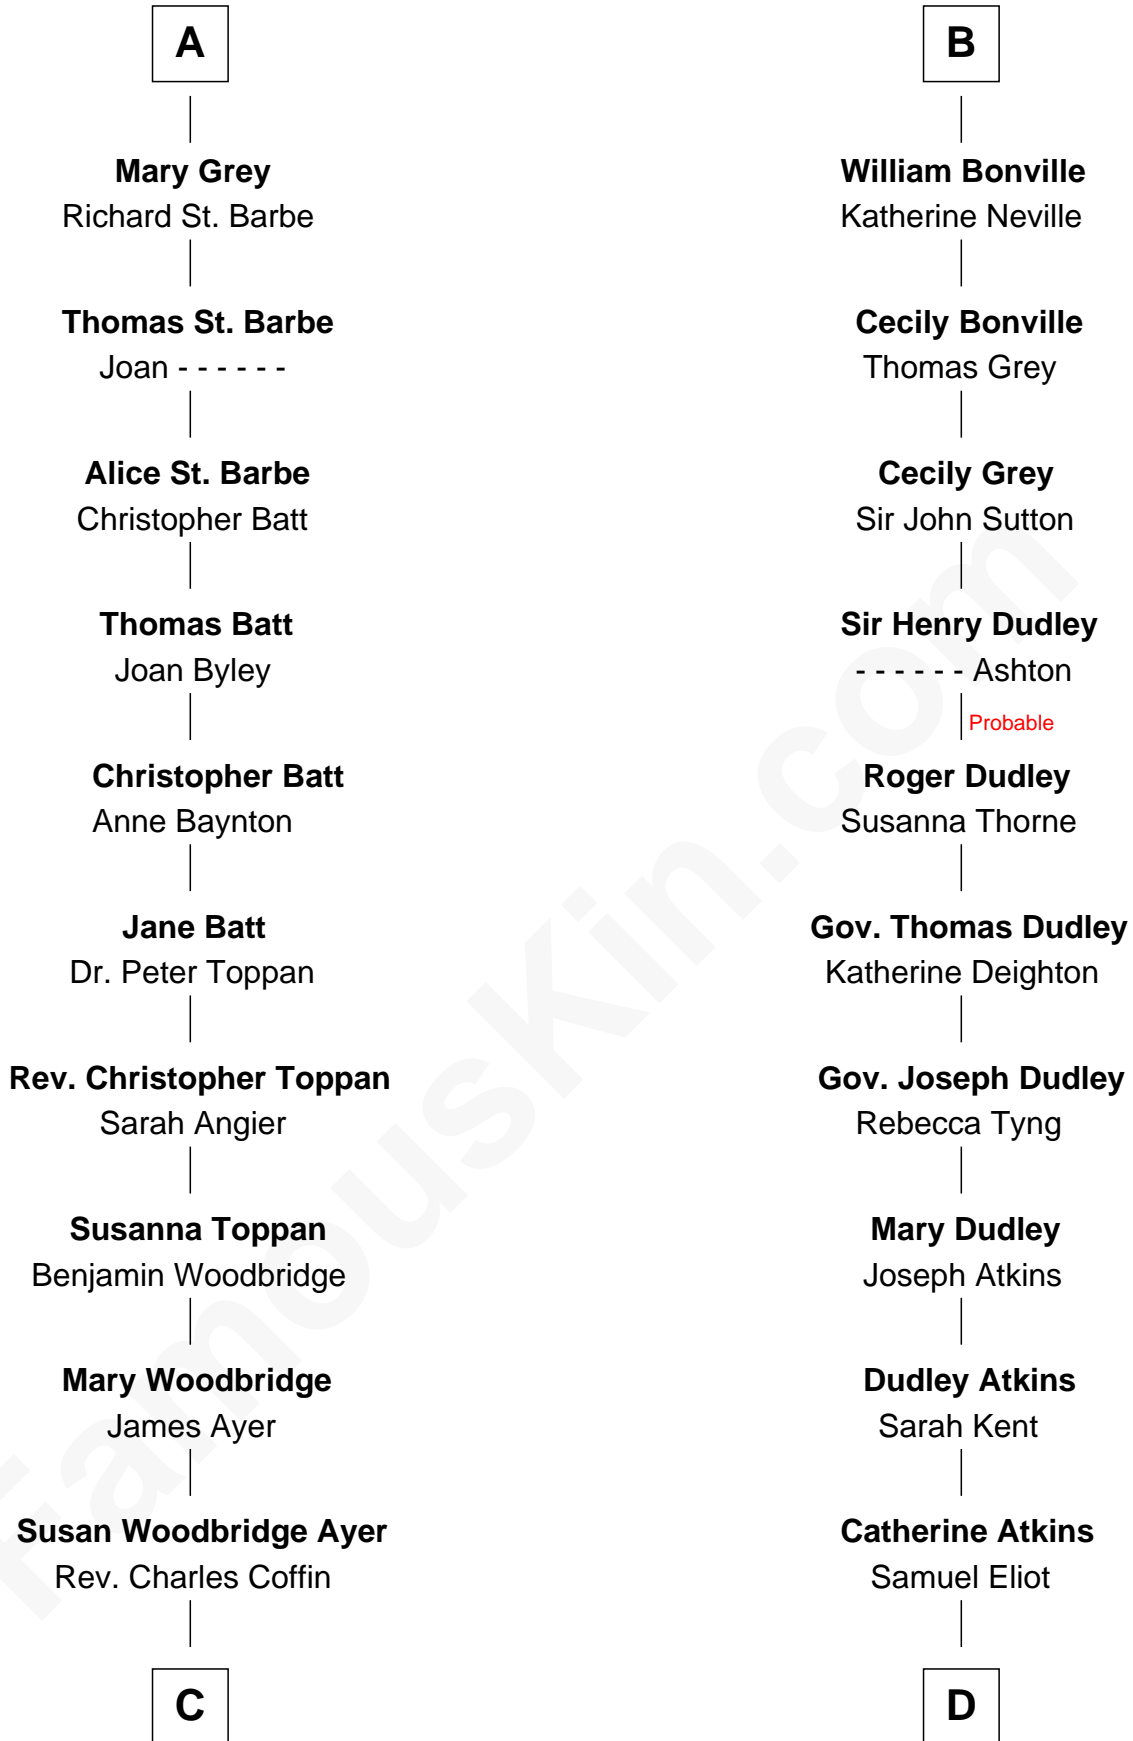 A
Mary Grey
Richard St. Barbe
Thomas St. Barbe
Joan - - - - - -
Alice St. Barbe
Christopher Batt
Thomas Batt
Joan Byley
Christopher Batt
Anne Baynton
Jane Batt
Dr. Peter Toppan
Rev. Christopher Toppan
Sarah Angier
Susanna Toppan
Benjamin Woodbridge
Mary Woodbridge
James Ayer
Susan Woodbridge Ayer
Rev. Charles Coffin
C
B
William Bonville
Katherine Neville
Cecily Bonville
Thomas Grey
Cecily Grey
Sir John Sutton
Sir Henry Dudley
- - - - - - Ashton
Probable
Roger Dudley
Susanna Thorne
Gov. Thomas Dudley
Katherine Deighton
Gov. Joseph Dudley
Rebecca Tyng
Mary Dudley
Joseph Atkins
Dudley Atkins
Sarah Kent
Catherine Atkins
Samuel Eliot
D
FamousKin.com